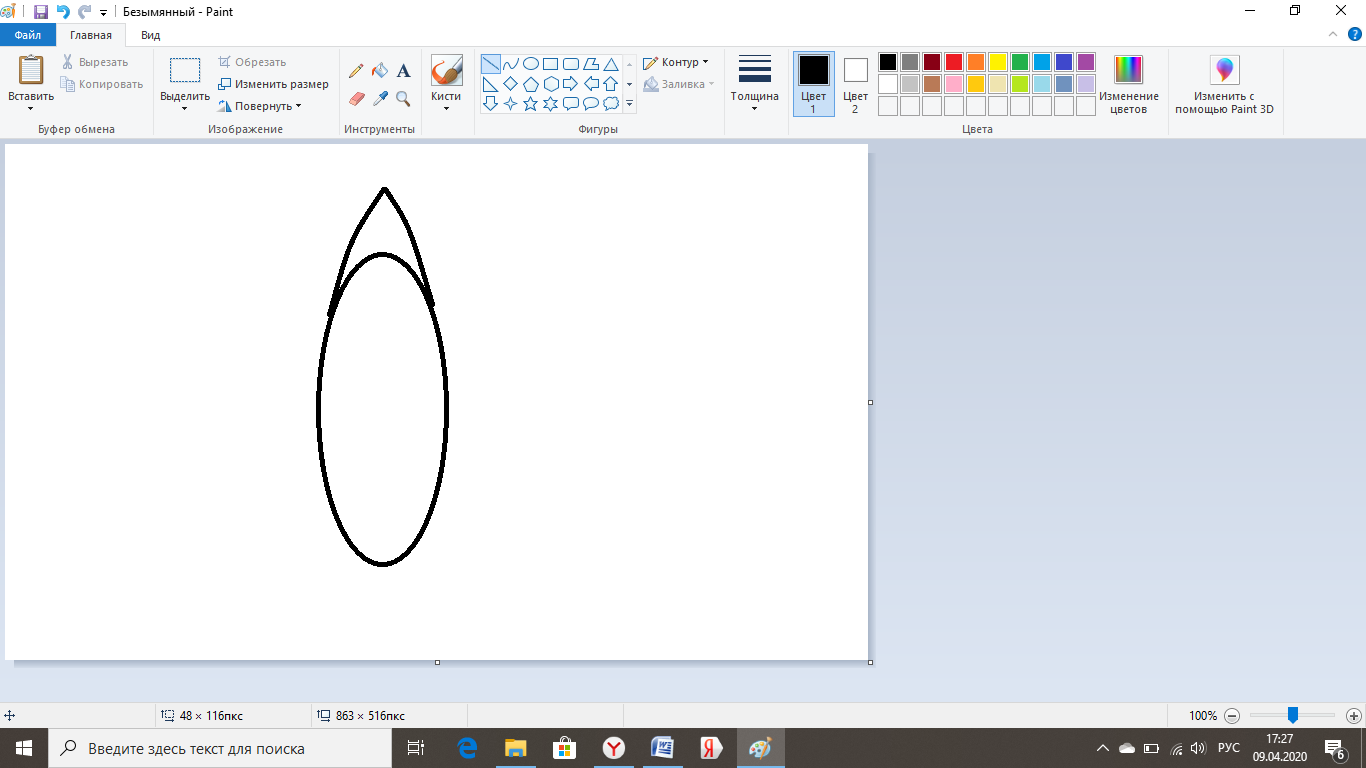 Безымянный - Paint
Файл
Главная
Вид
Вставить
Вырезать
Копировать
Буфер обмена
Выделить
Обрезать
Изменить размер
Повернуть
Изображение
A
Инструменты
Кисти
Фигуры
Контур
Заливка
Толщина
Цвет
1
Цвет
2
Изменение
цветов
Цвета
Изменить с
помощью Paint 3D
48 × 116пкс
863 × 516пкс
100%
Введите здесь текст для поиска
РУС
17:27
09.04.2020
6